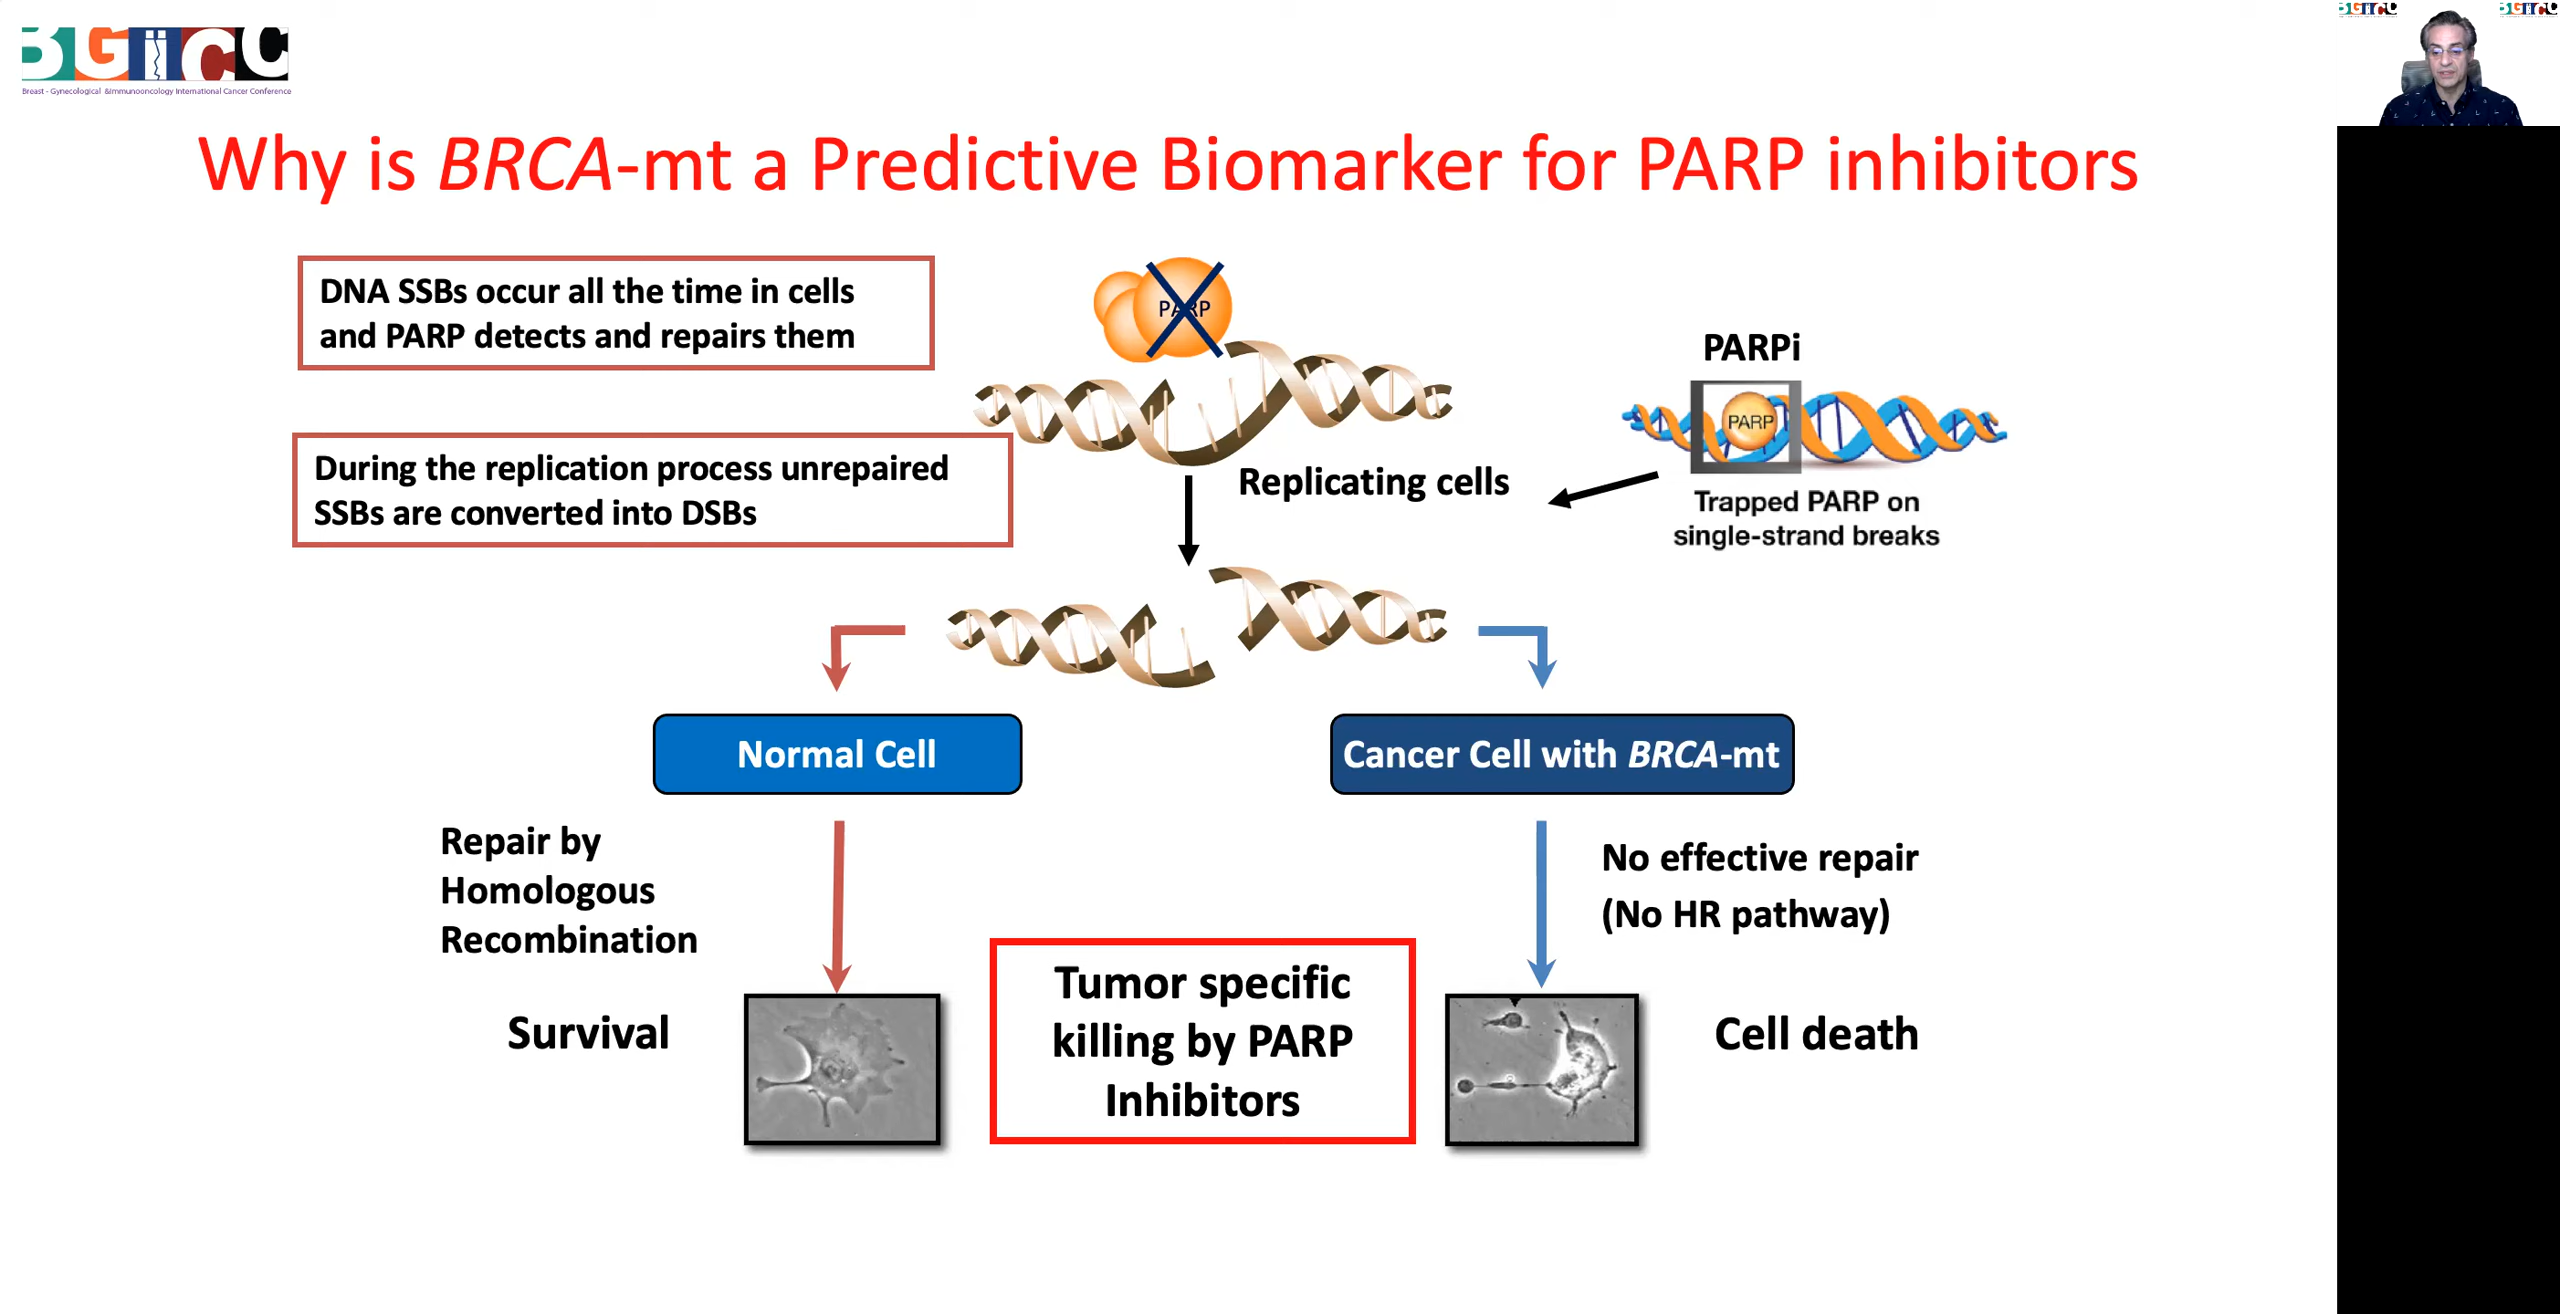 BGIICC
Breast - Gynecological &Immunooncology International Cancer Conference
BGIICC
BGIICC
Why is BRCA-mt a Predictive Biomarker for PARP inhibitors
DNA SSBs occur all the time in cells
and PARP detects and repairs them
PARP
During the replication process unrepaired
SSBs are converted into DSBs
Replicating cells
PARPi
PARP
Trapped PARP on
single-strand breaks
Normal Cell
Cancer Cell with BRCA-mt
Repair by
Homologous
Recombination
No effective repair
(No HR pathway)
Survival
Tumor specific
killing by PARP
Inhibitors
Cell death